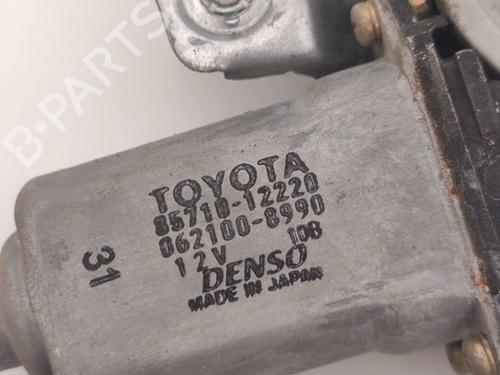 B-PARTS
TOYOTA
85710-12220
062100-8990
12V 10B
DENSO
MADE IN JAPAN
31